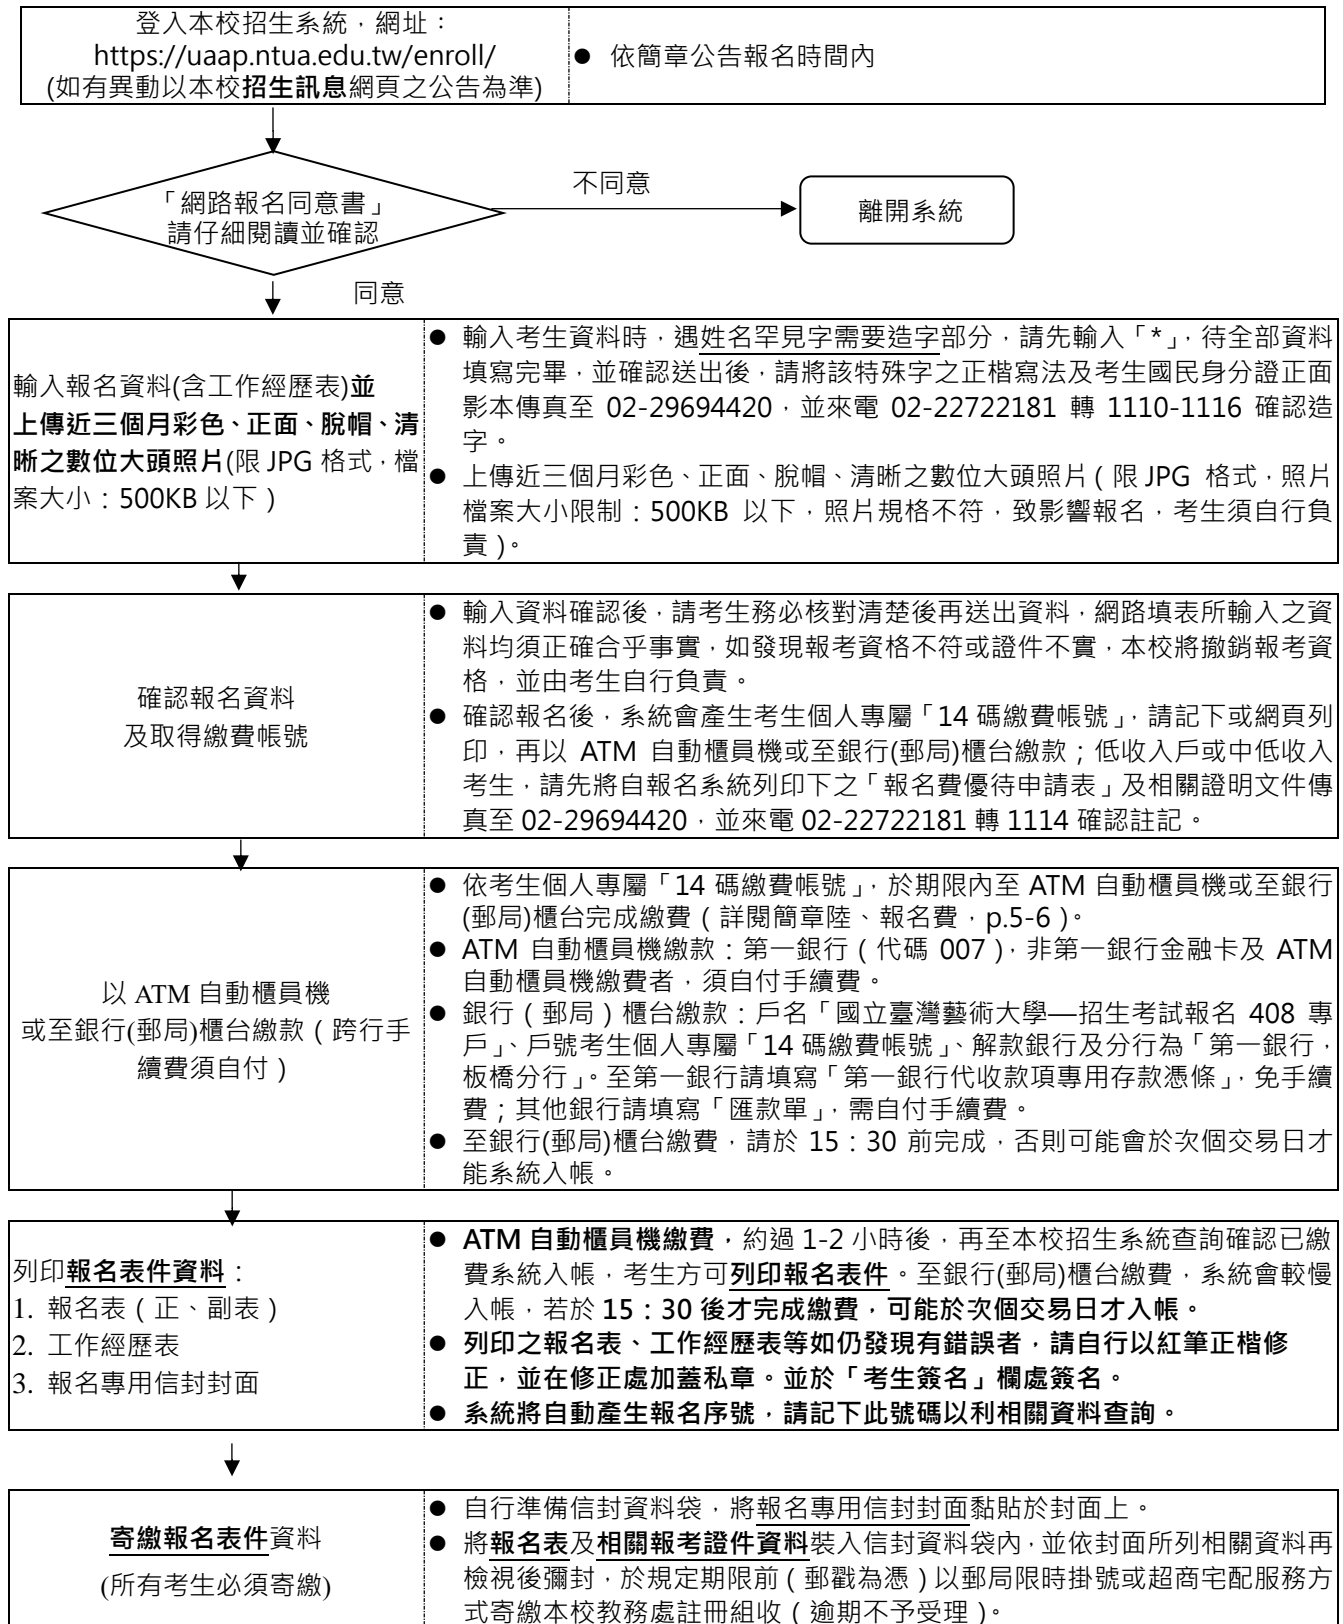 登入本校招生系統，網址：
https://uaap.ntua.edu.tw/enroll/
(如有異動以本校招生訊息網頁之公告為準)
● 依簡章公告報名時間內
「網路報名同意書」
請仔細閱讀並確認
不同意
離開系統
同意
輸入報名資料(含工作經歷表)並
上傳近三個月彩色、正面、脫帽、清
晰之數位大頭照片(限 JPG 格式，檔
案大小：500KB 以下）
● 輸入考生資料時，遇姓名罕見字需要造字部分，請先輸入「*」，待全部資料
填寫完畢，並確認送出後，請將該特殊字之正楷寫法及考生國民身分證正面
影本傳真至 02-29694420，並來電 02-22722181 轉 1110-1116 確認造
字。
● 上傳近三個月彩色、正面、脫帽、清晰之數位大頭照片（限 JPG 格式，照片
檔案大小限制：500KB 以下，照片規格不符，致影響報名，考生須自行負
責）。
確認報名資料
及取得繳費帳號
● 輸入資料確認後，請考生務必核對清楚後再送出資料，網路填表所輸入之資
料均須正確合乎事實，如發現報考資格不符或證件不實，本校將撤銷報考資
格，並由考生自行負責。
● 確認報名後，系統會產生考生個人專屬「14 碼繳費帳號」，請記下或網頁列
印，再以 ATM 自動櫃員機或至銀行(郵局)櫃台繳款；低收入戶或中低收入
考生，請先將自報名系統列印下之「報名費優待申請表」及相關證明文件傳
真至 02-29694420，並來電 02-22722181 轉 1114 確認註記。
以 ATM 自動櫃員機
或至銀行(郵局)櫃台繳款（跨行手
續費須自付）
● 依考生個人專屬「14 碼繳費帳號」，於期限內至 ATM 自動櫃員機或至銀行
(郵局)櫃台完成繳費（詳閱簡章陸、報名費，p.5-6）。
● ATM 自動櫃員機繳款：第一銀行（代碼 007），非第一銀行金融卡及 ATM
自動櫃員機繳費者，須自付手續費。
● 銀行（郵局）櫃台繳款：戶名「國立臺灣藝術大學—招生考試報名 408 專
戶」、戶號考生個人專屬「14 碼繳費帳號」、解款銀行及分行為「第一銀行，
板橋分行」。至第一銀行請填寫「第一銀行代收款項專用存款憑條」，免手續
費；其他銀行請填寫「匯款單」，需自付手續費。
● 至銀行(郵局)櫃台繳費，請於 15：30 前完成，否則可能會於次個交易日才
能系統入帳。
列印報名表件資料：
1. 報名表（正、副表）
2. 工作經歷表
3. 報名專用信封封面
● ATM 自動櫃員機繳費，約過 1-2 小時後，再至本校招生系統查詢確認已繳
費系統入帳，考生方可列印報名表件。至銀行(郵局)櫃台繳費，系統會較慢
入帳，若於 15：30 後才完成繳費，可能於次個交易日才入帳。
● 列印之報名表、工作經歷表等如仍發現有錯誤者，請自行以紅筆正楷修
正，並在修正處加蓋私章。並於「考生簽名」欄處簽名。
● 系統將自動產生報名序號，請記下此號碼以利相關資料查詢。
寄繳報名表件資料
(所有考生必須寄繳)
● 自行準備信封資料袋，將報名專用信封封面黏貼於封面上。
● 將報名表及相關報考證件資料裝入信封資料袋內，並依封面所列相關資料再
檢視後彌封，於規定期限前（郵戳為憑）以郵局限時掛號或超商宅配服務方
式寄繳本校教務處註冊組收（逾期不予受理）。